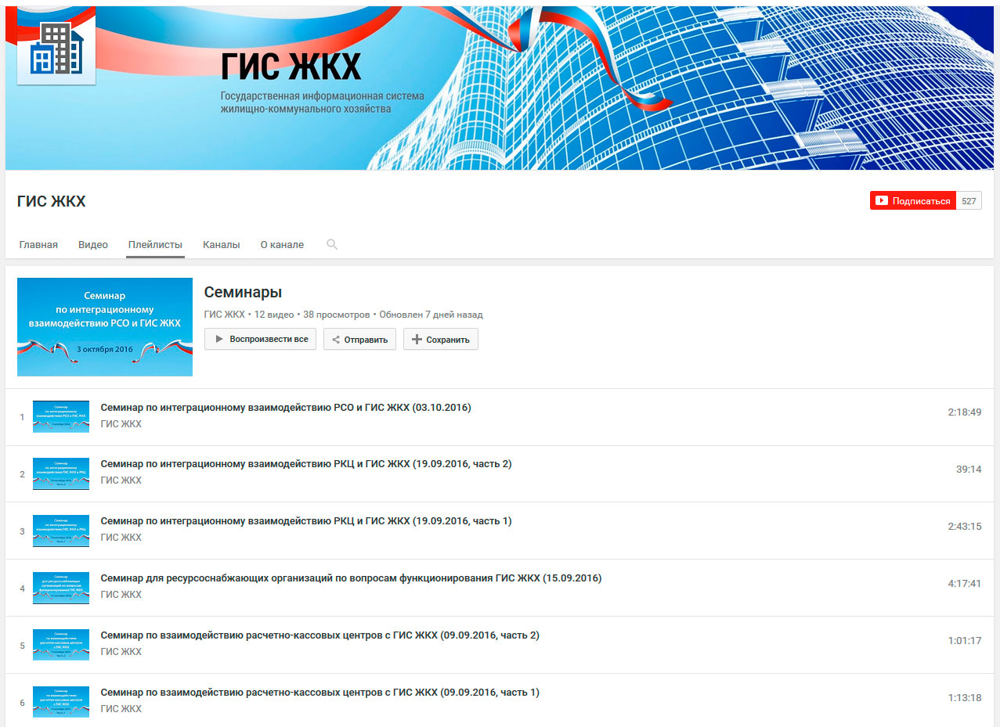 ГИС ЖКХ
Государственная информационная система
жилищно-коммунального хозяйства
ГИС ЖКХ
Подписаться 527
Главная Видео Плейлисты Каналы О канале
Семинар
по интеграционному
взаимодействию РСО и ГИС ЖКХ
3 октября 2016
Семинары
ГИС ЖКХ • 12 видео • 38 просмотров • Обновлен 7 дней назад
Воспроизвести все Отправить Сохранить
1 Семинар по интеграционному взаимодействию РСО и ГИС ЖКХ (03.10.2016) 2:18:49
ГИС ЖКХ
2 Семинар по интеграционному взаимодействию РКЦ и ГИС ЖКХ (19.09.2016, часть 2) 39:14
ГИС ЖКХ
3 Семинар по интеграционному взаимодействию РКЦ и ГИС ЖКХ (19.09.2016, часть 1) 2:43:15
ГИС ЖКХ
4 Семинар для ресурсоснабжающих организаций по вопросам функционирования ГИС ЖКХ (15.09.2016) 4:17:41
ГИС ЖКХ
5 Семинар по взаимодействию расчетно-кассовых центров с ГИС ЖКХ (09.09.2016, часть 2) 1:01:17
ГИС ЖКХ
6 Семинар по взаимодействию расчетно-кассовых центров с ГИС ЖКХ (09.09.2016, часть 1) 1:13:18
ГИС ЖКХ